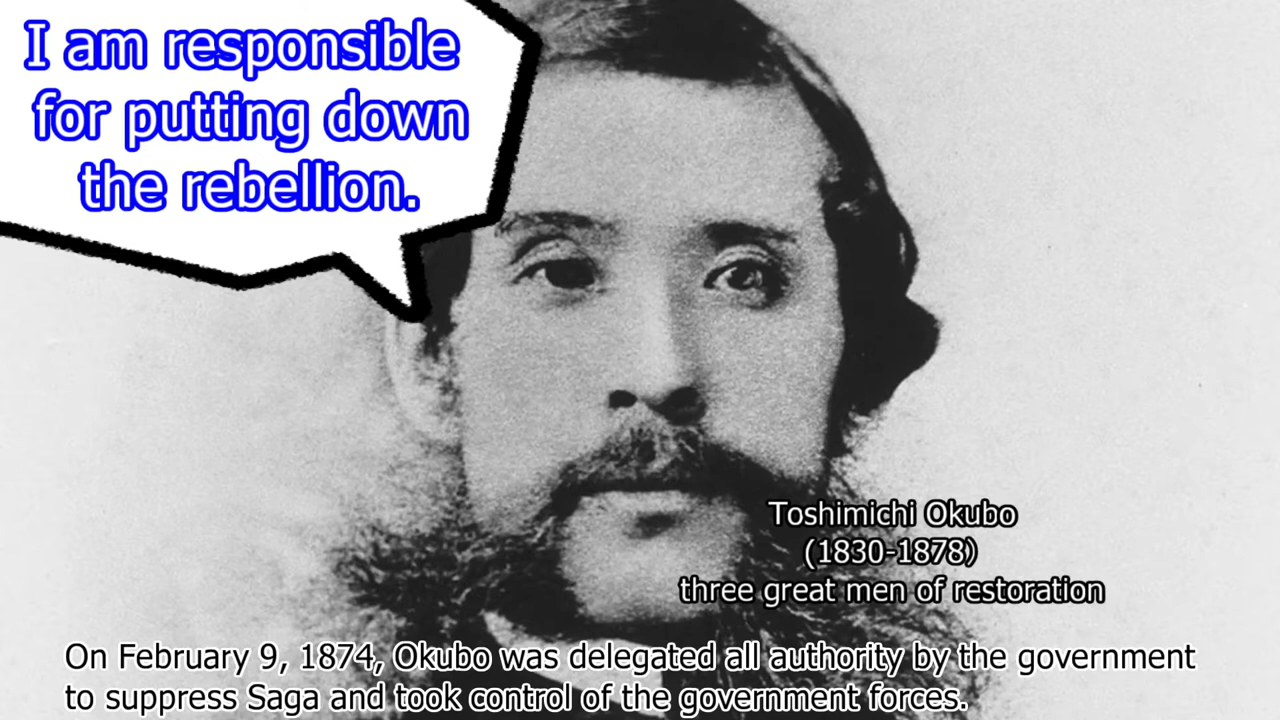 I am responsible
for putting down
the rebellion.
Toshimichi Okubo
(1830-1878)
three great men of restoration
On February 9, 1874, Okubo was delegated all authority by the government
to suppress Saga and took control of the government forces.